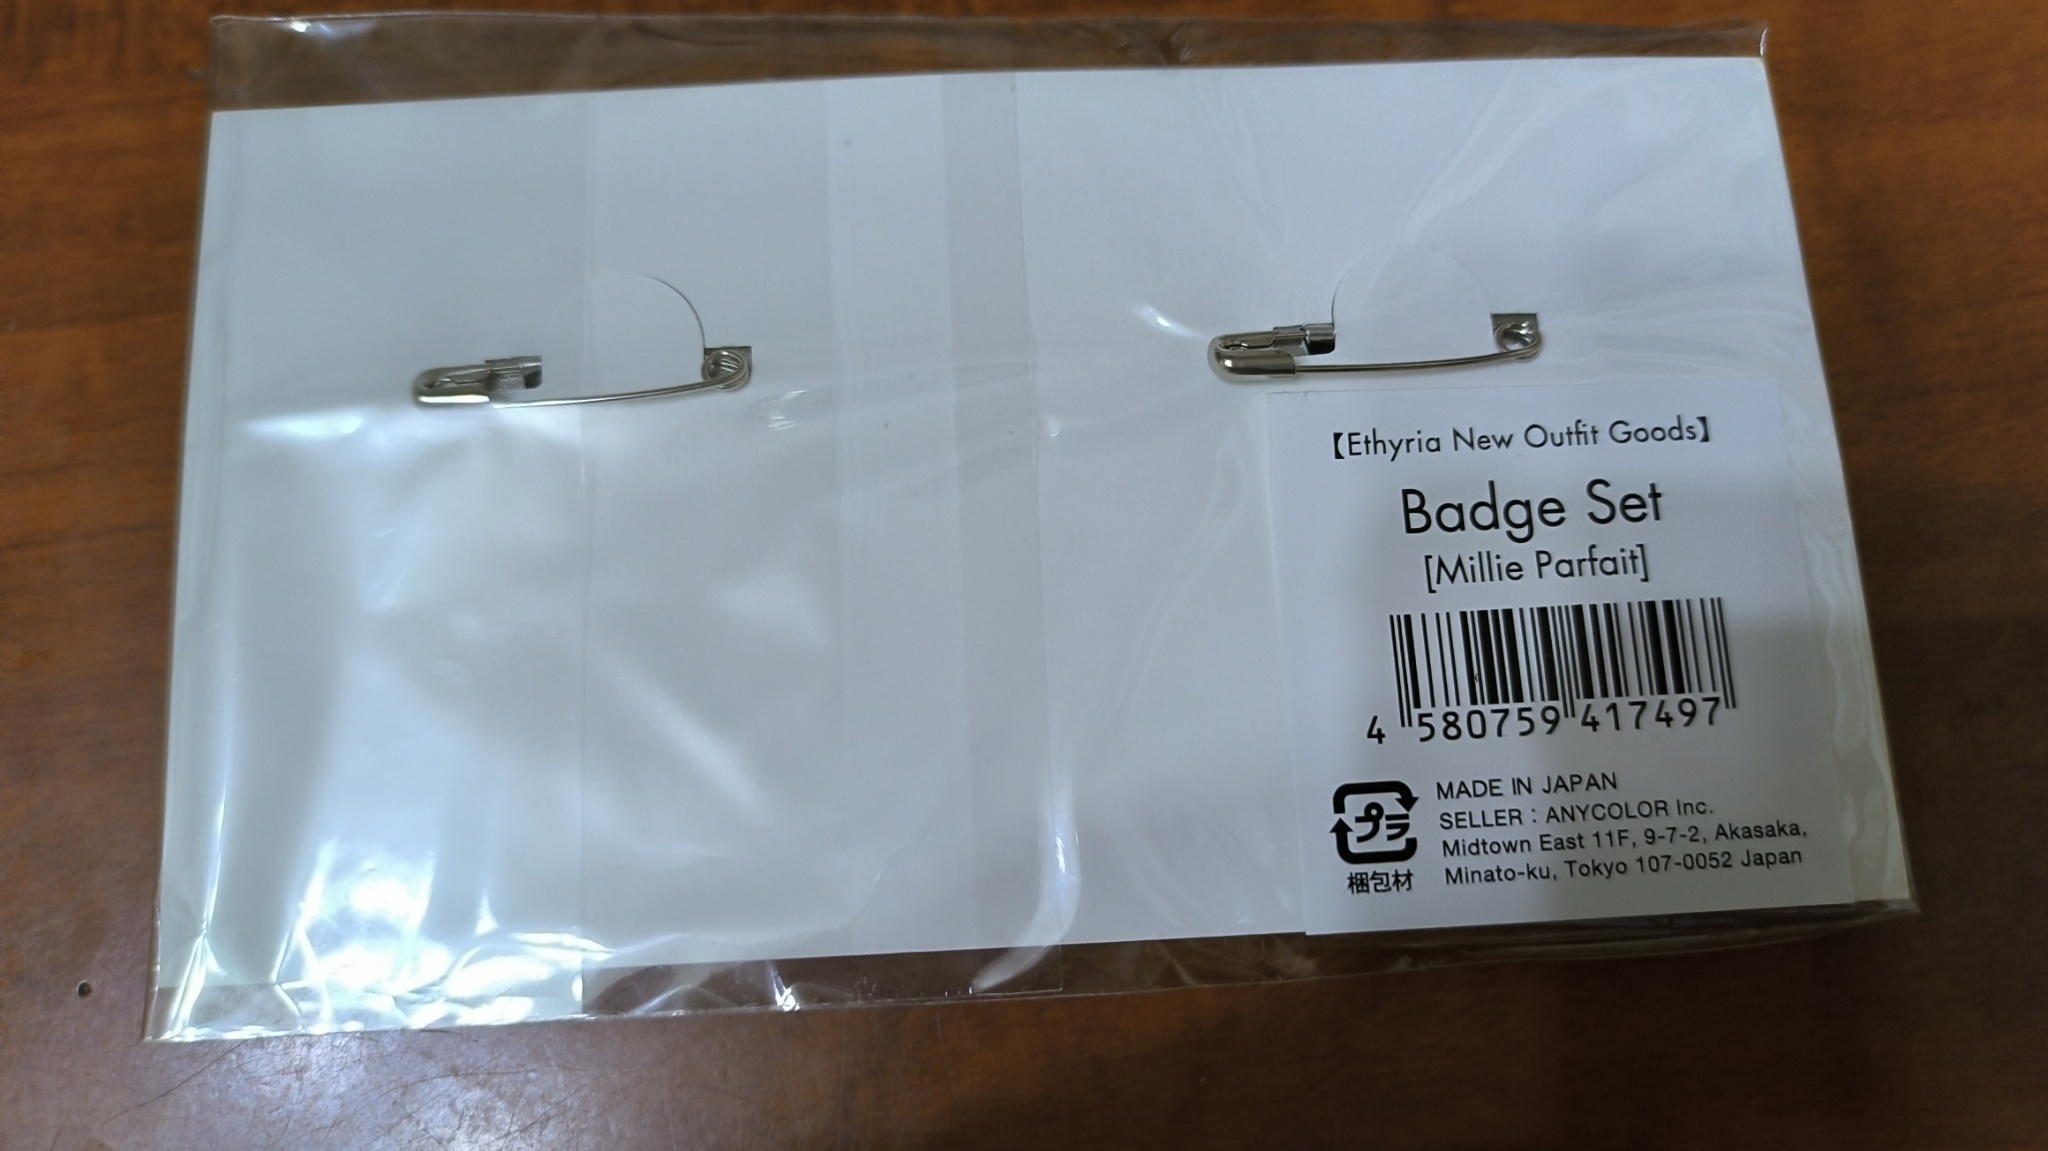 【Ethyria New Outfit Goods】
Badge Set
[Millie Parfait]
4 580759 417497
プラ
梱包材
MADE IN JAPAN
SELLER : ANYCOLOR Inc.
Midtown East 11F, 9-7-2, Akasaka,
Minato-ku, Tokyo 107-0052 Japan